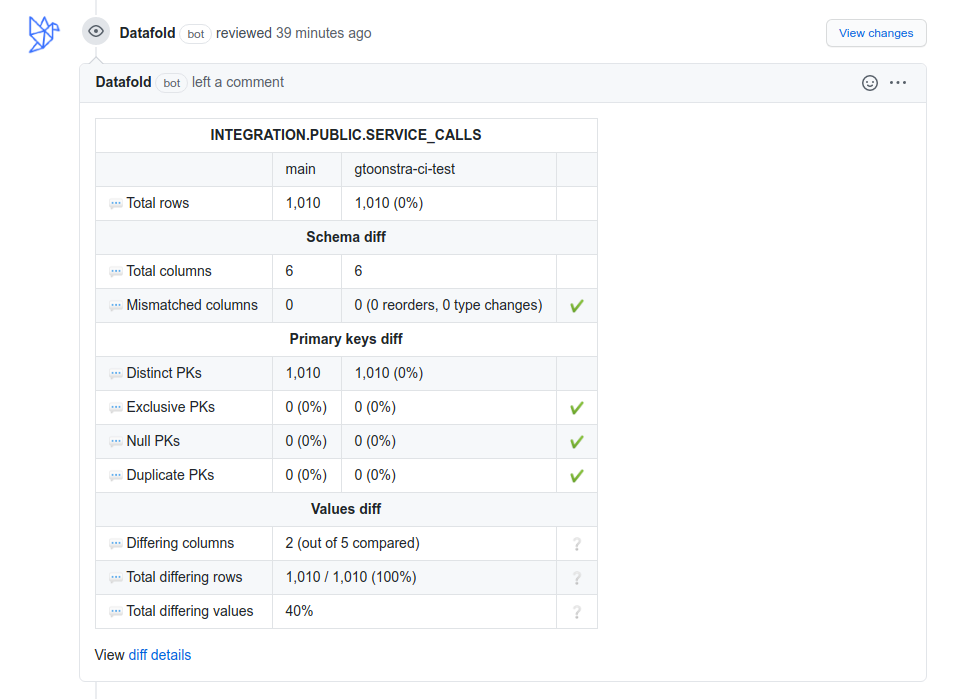 Datafold bot reviewed 39 minutes ago
View changes
Datafold bot left a comment
INTEGRATION.PUBLIC.SERVICE_CALLS
main gtoonstra-ci-test
Total rows 1,010 1,010 (0%)
Schema diff
Total columns 6 6
Mismatched columns 0 0 (0 reorders, 0 type changes)
Primary keys diff
Distinct PKs 1,010 1,010 (0%)
Exclusive PKs 0 (0%) 0 (0%)
Null PKs 0 (0%) 0 (0%)
Duplicate PKs 0 (0%) 0 (0%)
Values diff
Differing columns 2 (out of 5 compared) ?
Total differing rows 1,010 / 1,010 (100%) ?
Total differing values 40% ?
View diff details